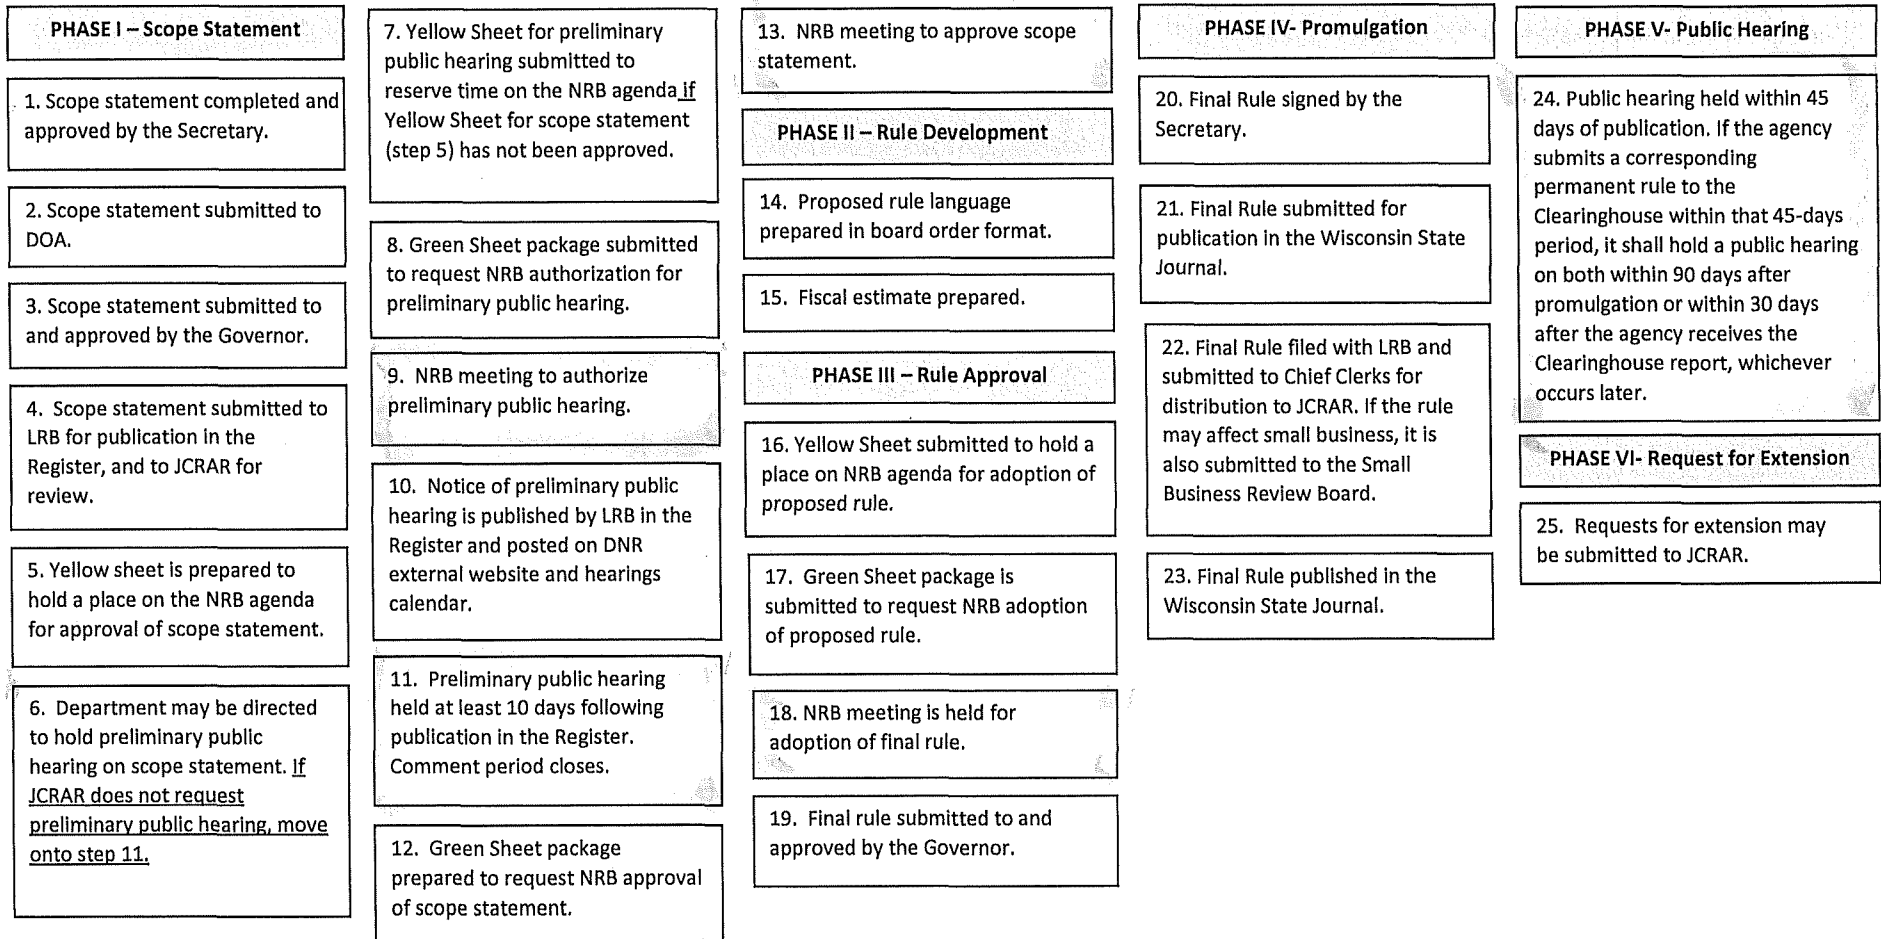 PHASE I – Scope Statement
1. Scope statement completed and
approved by the Secretary.
2. Scope statement submitted to
DOA.
3. Scope statement submitted to
and approved by the Governor.
4. Scope statement submitted to
LRB for publication in the
Register, and to JCRAR for
review.
5. Yellow sheet is prepared to
hold a place on the NRB agenda
for approval of scope statement.
6. Department may be directed
to hold preliminary public
hearing on scope statement. If
JCRAR does not request
preliminary public hearing, move
onto step 11.
7. Yellow Sheet for preliminary
public hearing submitted to
reserve time on the NRB agenda if
Yellow Sheet for scope statement
(step 5) has not been approved.
8. Green Sheet package submitted
to request NRB authorization for
preliminary public hearing.
9. NRB meeting to authorize
preliminary public hearing.
10. Notice of preliminary public
hearing is published by LRB in the
Register and posted on DNR
external website and hearings
calendar.
11. Preliminary public hearing
held at least 10 days following
publication in the Register.
Comment period closes.
12. Green Sheet package
prepared to request NRB approval
of scope statement.
13. NRB meeting to approve scope
statement.
PHASE II – Rule Development
14. Proposed rule language
prepared in board order format.
15. Fiscal estimate prepared.
PHASE III – Rule Approval
16. Yellow Sheet submitted to hold a
place on NRB agenda for adoption of
proposed rule.
17. Green Sheet package is
submitted to request NRB adoption
of proposed rule.
18. NRB meeting is held for
adoption of final rule.
19. Final rule submitted to and
approved by the Governor.
PHASE IV- Promulgation
20. Final Rule signed by the
Secretary.
21. Final Rule submitted for
publication in the Wisconsin State
Journal.
22. Final Rule filed with LRB and
submitted to Chief Clerks for
distribution to JCRAR. If the rule
may affect small business, it is
also submitted to the Small
Business Review Board.
23. Final Rule published in the
Wisconsin State Journal.
PHASE V- Public Hearing
24. Public hearing held within 45
days of publication. If the agency
submits a corresponding
permanent rule to the
Clearinghouse within that 45-days
period, it shall hold a public hearing
on both within 90 days after
promulgation or within 30 days
after the agency receives the
Clearinghouse report, whichever
occurs later.
PHASE VI- Request for Extension
25. Requests for extension may
be submitted to JCRAR.